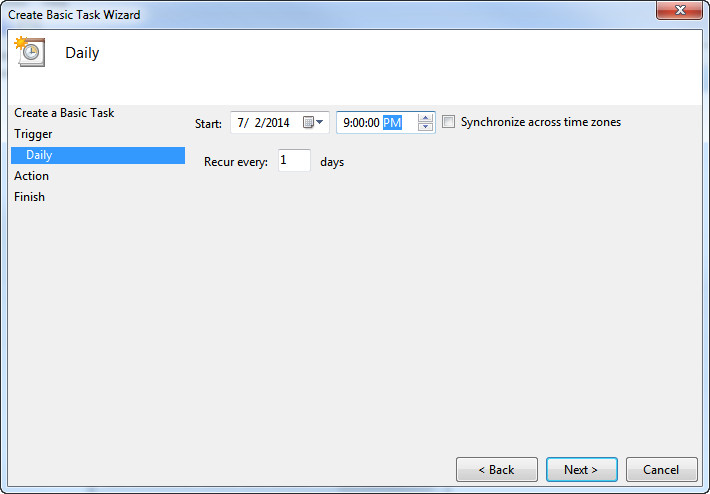 Create Basic Task Wizard
Daily
Create a Basic Task
Trigger
Daily
Action
Finish
Start: 7/ 2/2014 9:00:00 PM Synchronize across time zones
Recur every: 1 days
< Back Next > Cancel